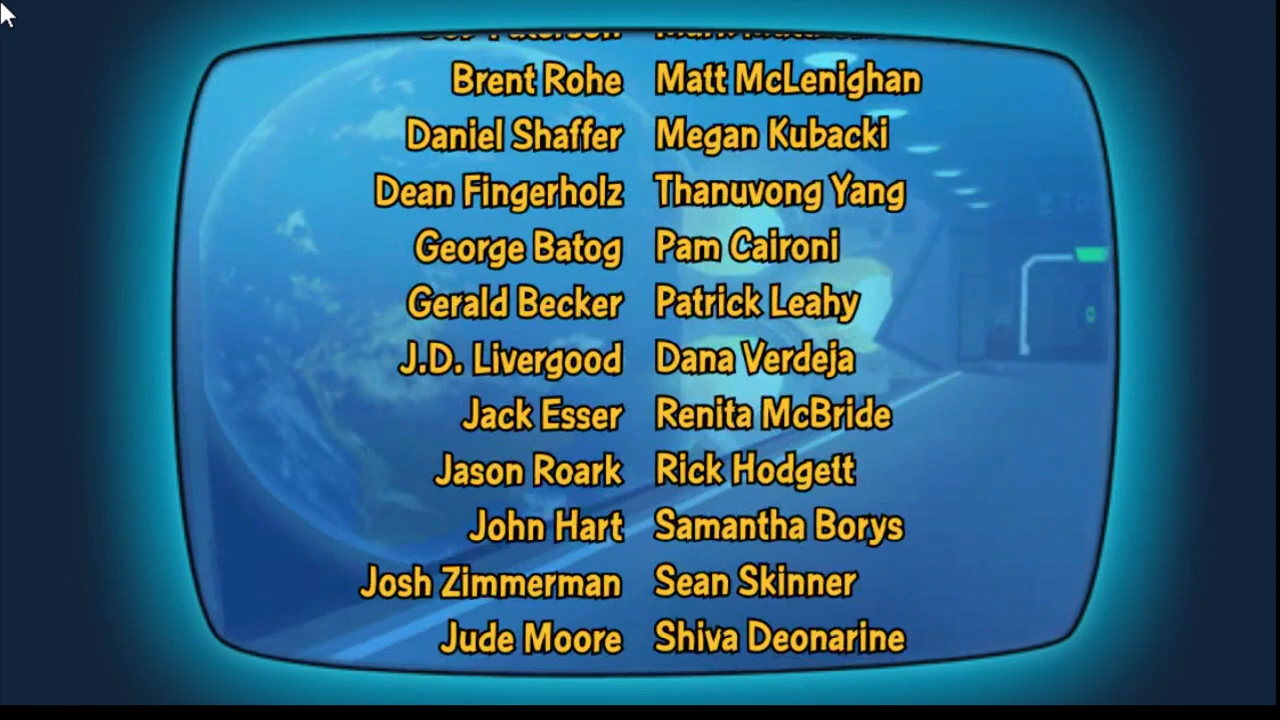 Brent Rohe Matt McLenighan
Daniel Shaffer Megan Kubacki
Dean Fingerholz Thanuvong Yang
George Batog Pam Caironi
Gerald Becker Patrick Leahy
J.D. Livergood Dana Verdeja
Jack Esser Renita McBride
Jason Roark Rick Hodgett
John Hart Samantha Borys
Josh Zimmerman Sean Skinner
Jude Moore Shiva Deonarine